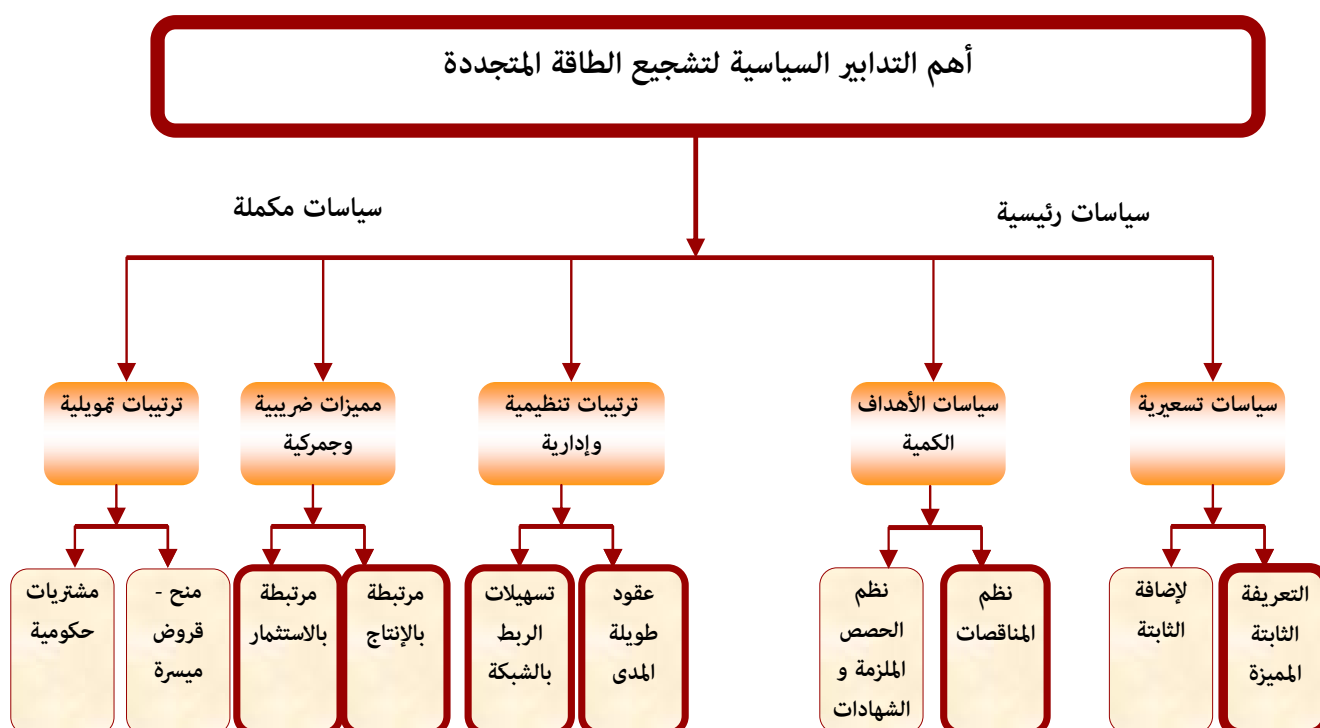 أهم التدابير السياسية لتشجيع الطاقة المتجددة
سياسات رئيسية
سياسات مكملة
سياسات تسعيرية
سياسات الأهداف
الكمية
ترتيبات تنظيمية
وإدارية
مميزات ضريبية
وجمركية
ترتيبات تمويلية
التعريفة
الثابتة
المميزة
لإضافة
الثابتة
نظم
المناقصات
نظم
الحصص
الملزمة و
الشهادات
عقود
طويلة
المدى
تسهيلات
الربط
بالشبكة
مرتبطة
بالإنتاج
مرتبطة
بالاستثمار
منح -
قروض
ميسرة
مشتريات
حكومية